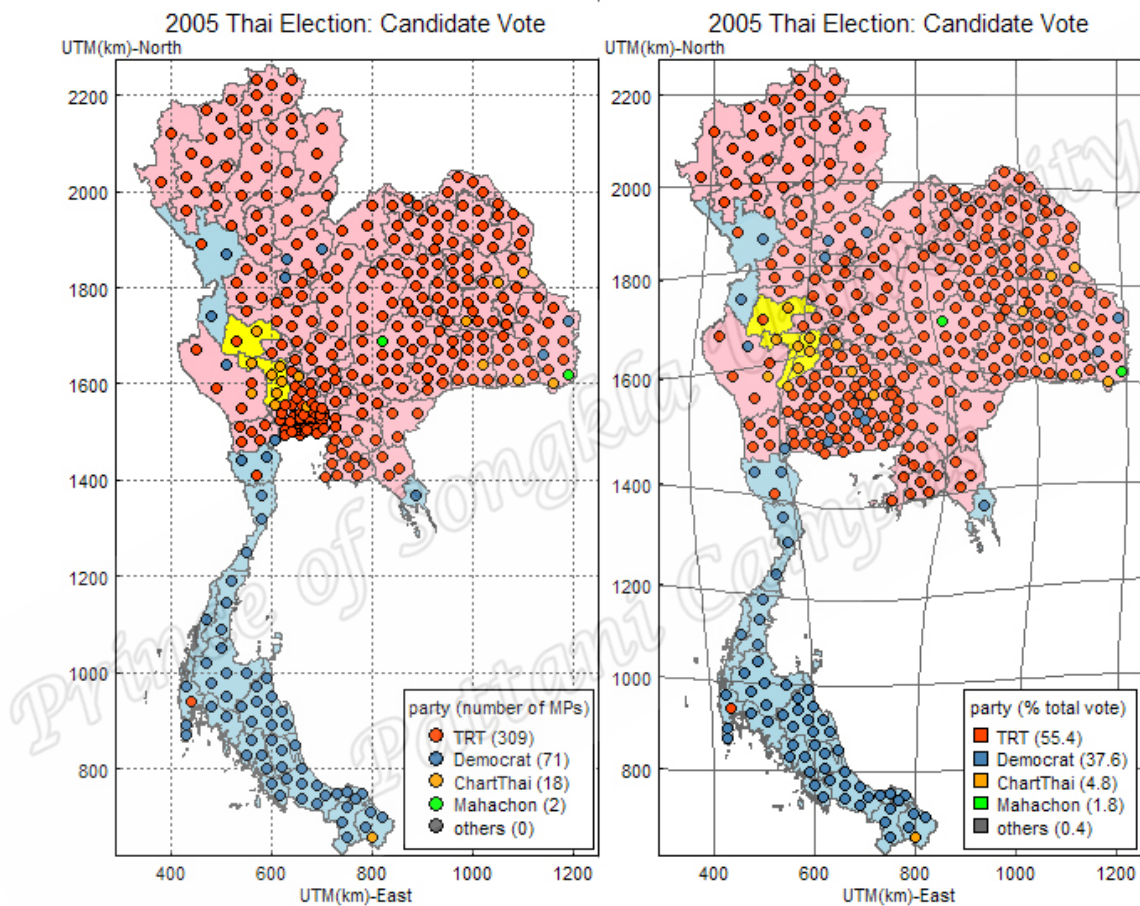 2005 Thai Election: Candidate Vote
UTM(km)-North
2200
2000
1800
1600
1400
1200
1000
800
400 600 800 1000 1200
UTM(km)-East
party (number of MPs)
TRT (309)
Democrat (71)
ChartThai (18)
Mahachon (2)
others (0)
2005 Thai Election: Candidate Vote
UTM(km)-North
2200
2000
1800
1600
1400
1200
1000
800
400 600 800 1000 1200
UTM(km)-East
party (% total vote)
TRT (55.4)
Democrat (37.6)
ChartThai (4.8)
Mahachon (1.8)
others (0.4)
Prince of Songkla University
Pattani Campus